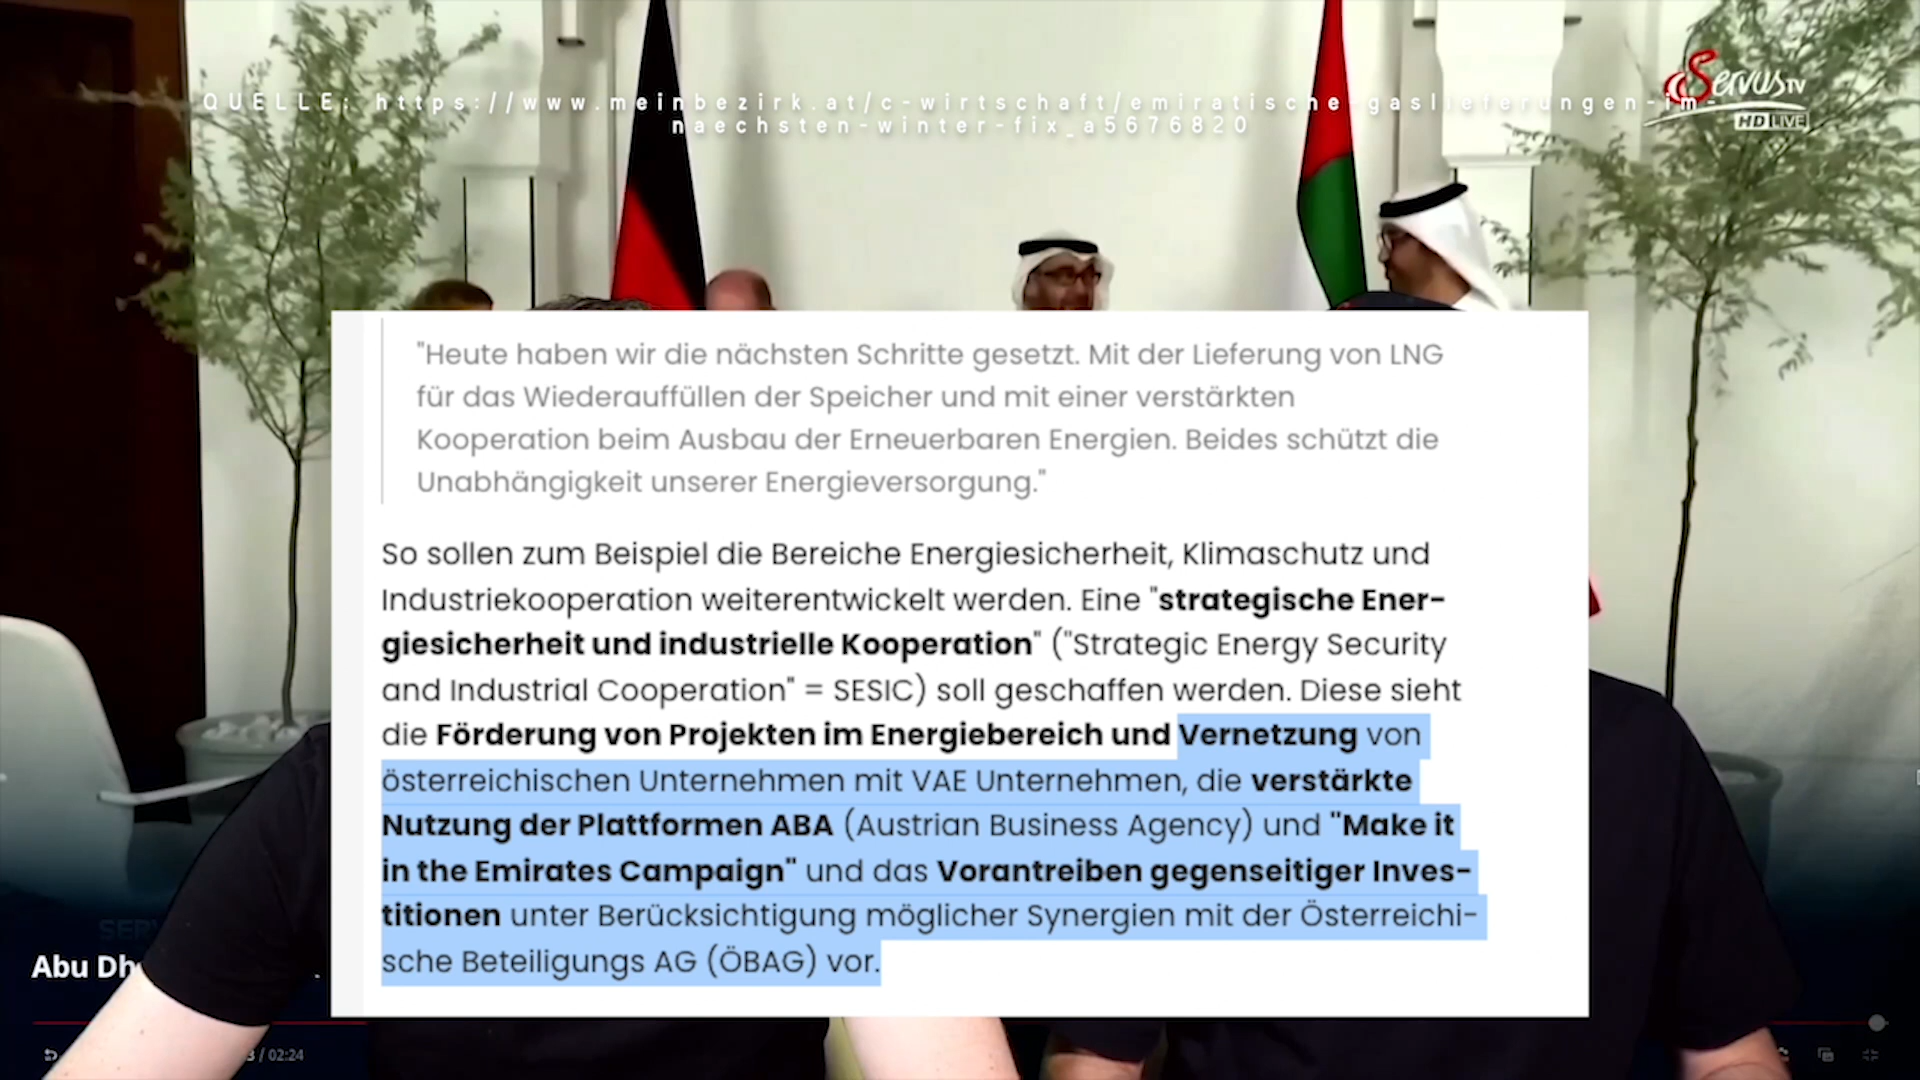 QUELLE: https://www.meinbezirk.at/c-wirtschaft/emiratische-gaslieferungen-im-
naechsten-winter-fix_a5676820
ServusTV
HD LIVE
"Heute haben wir die nächsten Schritte gesetzt. Mit der Lieferung von LNG
für das Wiederauffüllen der Speicher und mit einer verstärkten
Kooperation beim Ausbau der Erneuerbaren Energien. Beides schützt die
Unabhängigkeit unserer Energieversorgung."
So sollen zum Beispiel die Bereiche Energiesicherheit, Klimaschutz und
Industriekooperation weiterentwickelt werden. Eine "strategische Ener-
giesicherheit und industrielle Kooperation" ("Strategic Energy Security
and Industrial Cooperation" = SESIC) soll geschaffen werden. Diese sieht
die Förderung von Projekten im Energiebereich und Vernetzung von
österreichischen Unternehmen mit VAE Unternehmen, die verstärkte
Nutzung der Plattformen ABA (Austrian Business Agency) und "Make it
in the Emirates Campaign" und das Vorantreiben gegenseitiger Inves-
titionen unter Berücksichtigung möglicher Synergien mit der Österreichi-
sche Beteiligungs AG (ÖBAG) vor.
Abu Dh
/ 02:24